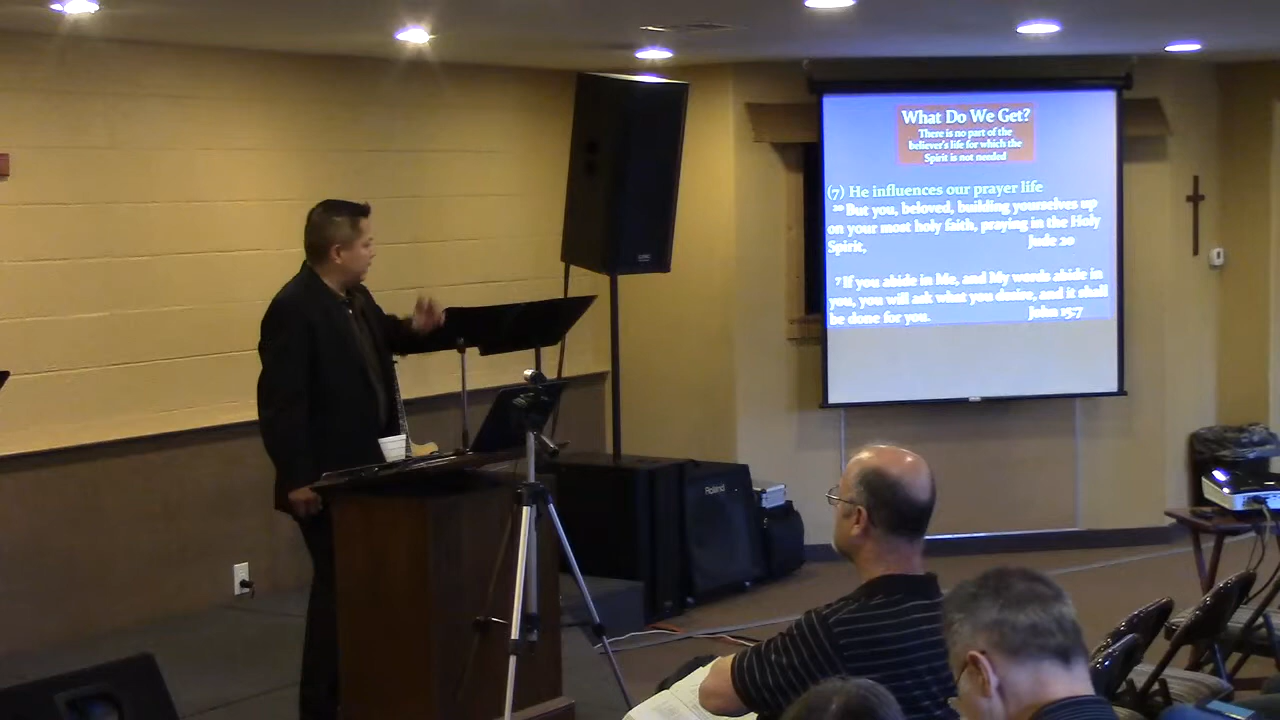 What Do We Get?
There is no part of the
believer's life for which the
Spirit is not needed
(7) He influences our prayer life
20 But you, beloved, building yourselves up
on your most holy faith, praying in the Holy
Spirit, Jude 20
7 If you abide in Me, and My words abide in
you, you will ask what you desire, and it shall
be done for you. John 15:7
Roland